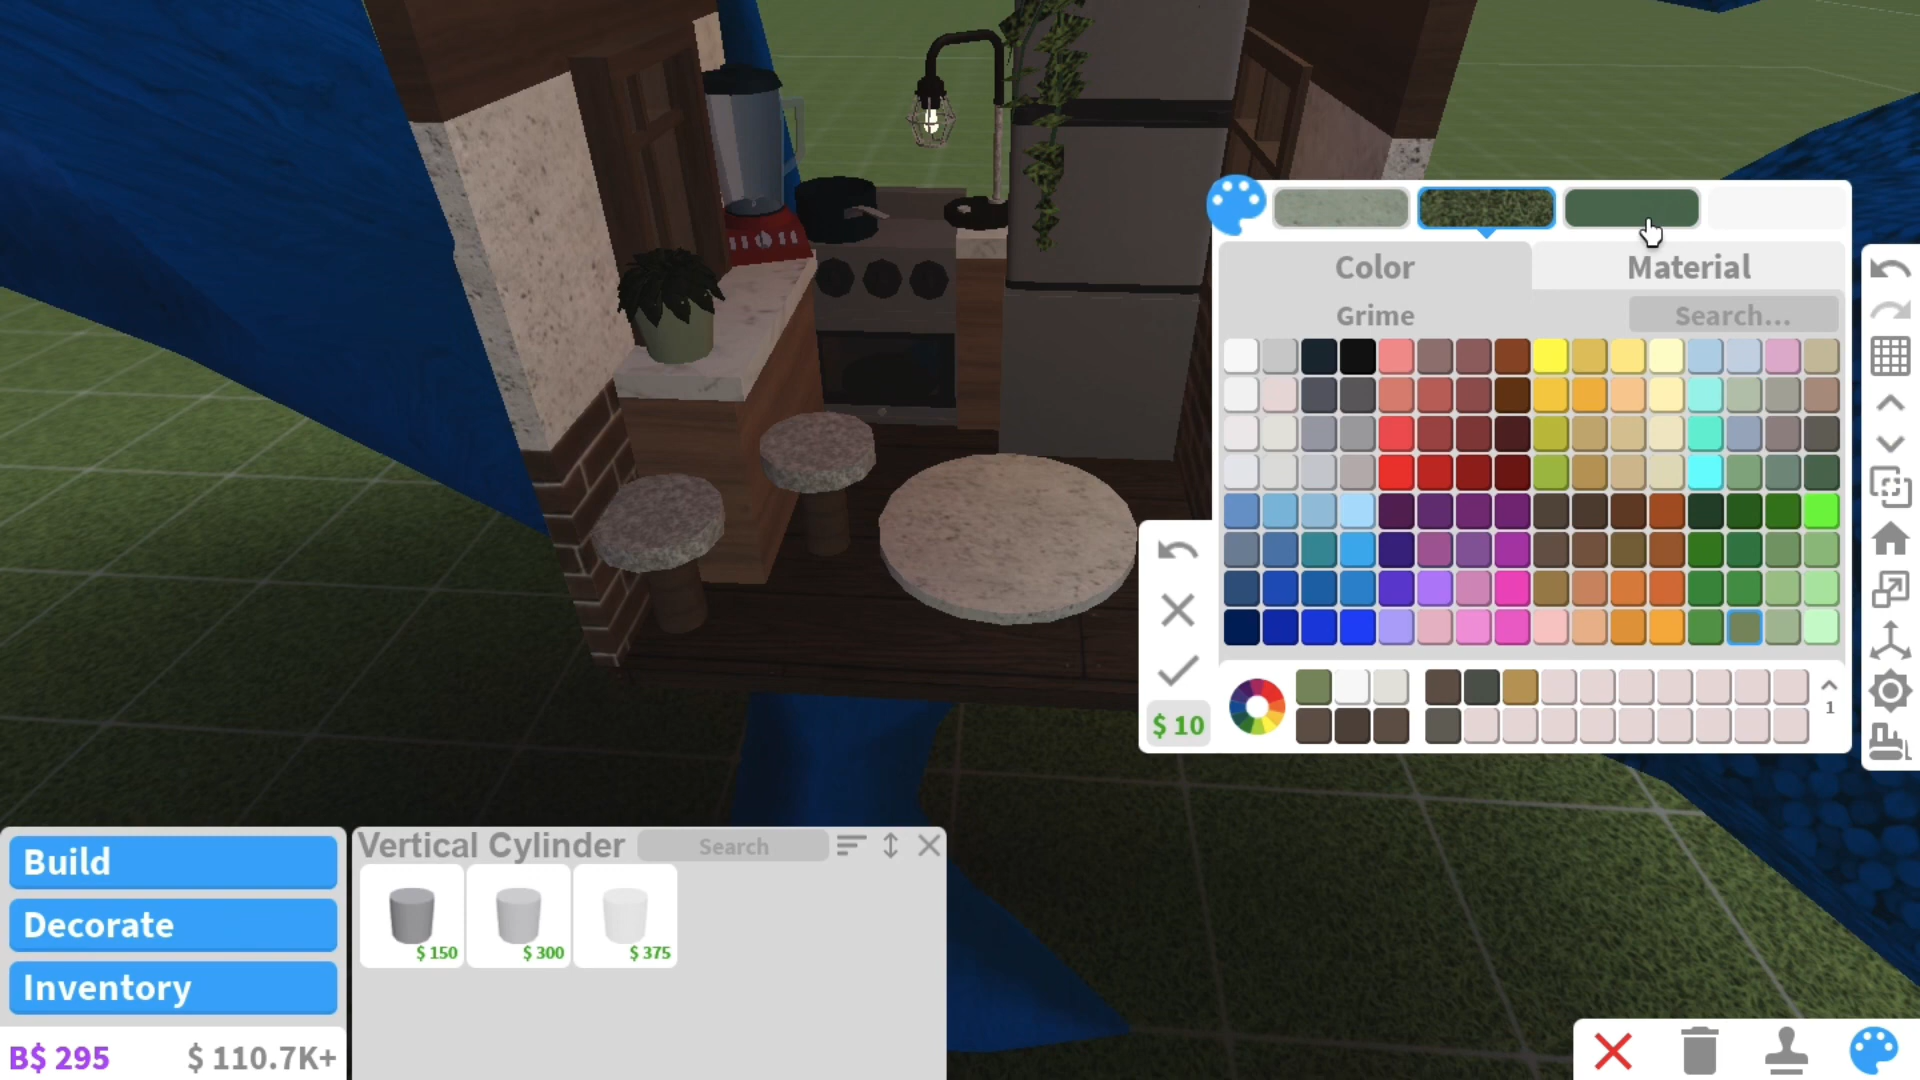 Color
Material
Grime
Search...
$ 10
1
Vertical Cylinder
Search
$ 150
$ 300
$ 375
Build
Decorate
Inventory
B$ 295
$ 110.7K+